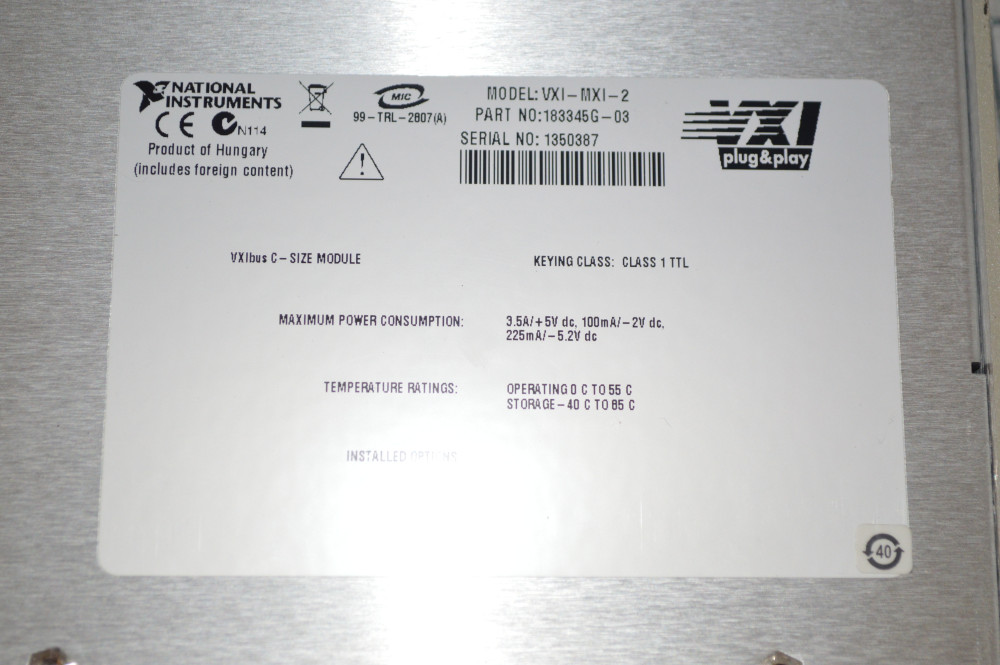 NATIONAL
INSTRUMENTS
CE N114
Product of Hungary
(includes foreign content)
MIC
99-TRL-2807(A)
!
MODEL: VXI-MXI-2
PART NO:183345G-03
SERIAL NO: 1350387
VXI
plug&play
VXIbus C-SIZE MODULE
KEYING CLASS: CLASS 1 TTL
MAXIMUM POWER CONSUMPTION:
3.5A/+5V dc, 100mA/-2V dc,
225mA/-5.2V dc
TEMPERATURE RATINGS:
OPERATING 0 C TO 55 C
STORAGE-40 C TO 85 C
INSTALLED OPTIONS
40